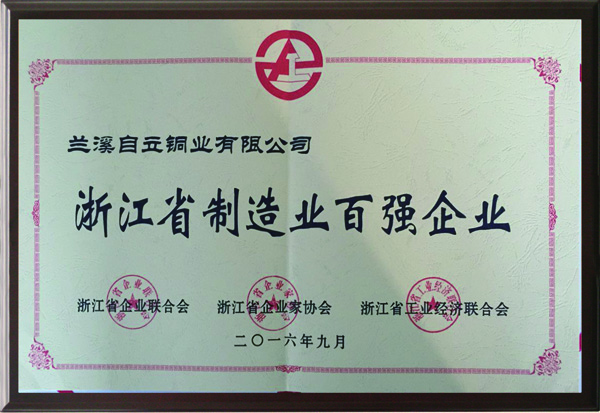 兰溪自立铜业有限公司
浙江省制造业百强企业
浙江省企业联合会 浙江省企业家协会 浙江省工业经济联合会
二〇一六年九月